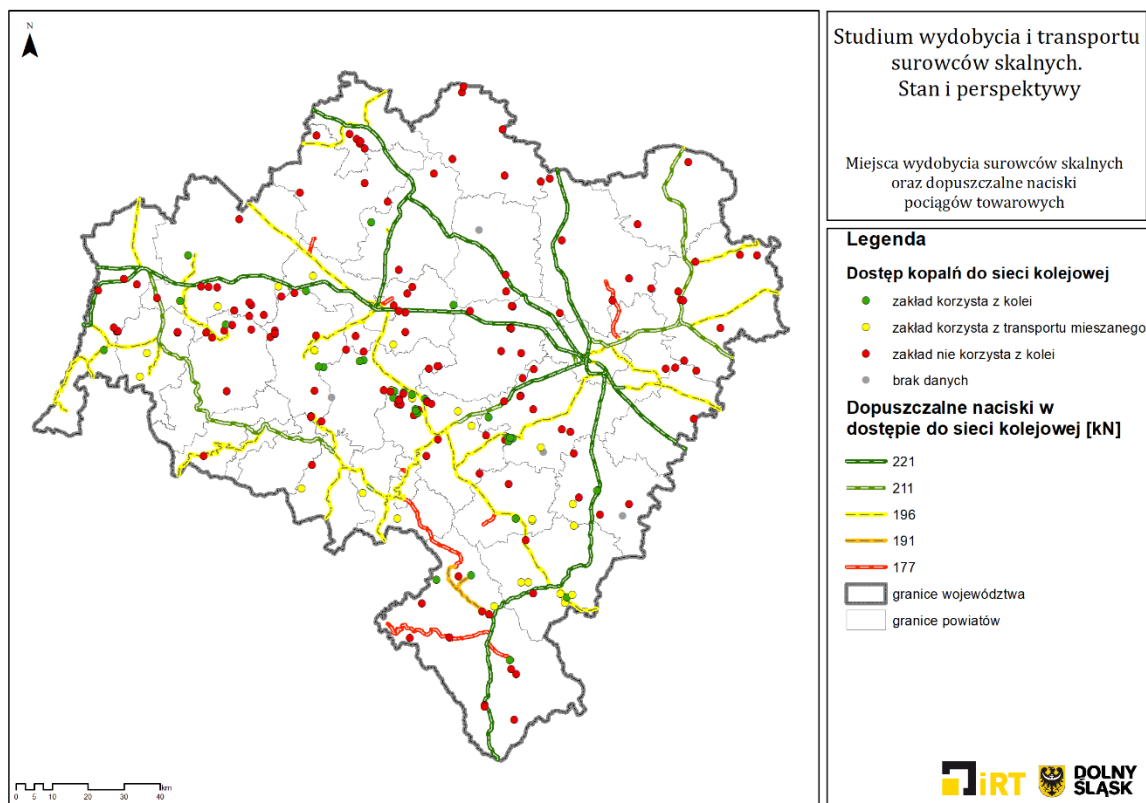 N
Studium wydobycia i transportu
surowców skalnych.
Stan i perspektywy
Miejsca wydobycia surowców skalnych
oraz dopuszczalne naciski
pociągów towarowych
Legenda
Dostęp kopalń do sieci kolejowej
zakład korzysta z kolei
zakład korzysta z transportu mieszanego
zakład nie korzysta z kolei
brak danych
Dopuszczalne naciski w
dostępie do sieci kolejowej [kN]
221
211
196
191
177
granice województwa
granice powiatów
km
0 5 10 20 30 40
iRT
DOLNY
ŚLĄSK